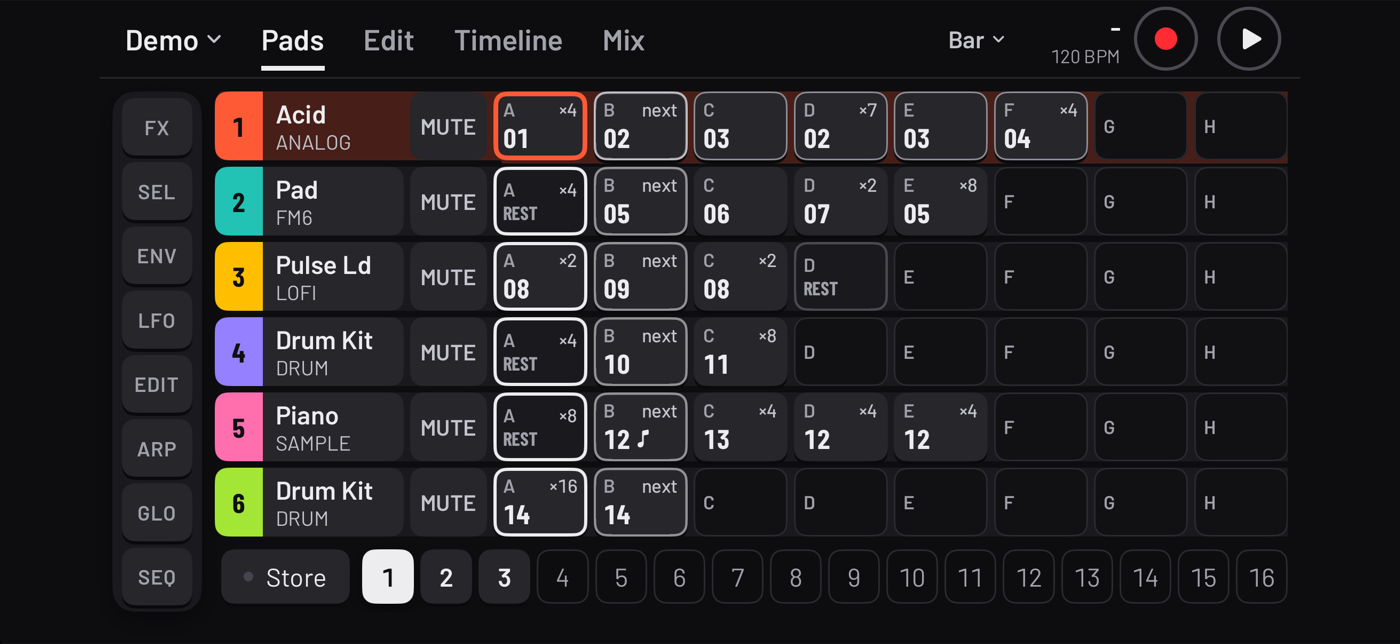 Demo Pads Edit Timeline Mix Bar - 120 BPM
FX
SEL
ENV
LFO
EDIT
ARP
GLO
SEQ
1 Acid ANALOG MUTE A ×4 01 B next 02 C 03 D ×7 02 E 03 F ×4 04 G H
2 Pad FM6 MUTE A ×4 REST B next 05 C 06 D ×2 07 E ×8 05 F G H
3 Pulse Ld LOFI MUTE A ×2 08 B next 09 C ×2 08 D REST E F G H
4 Drum Kit DRUM MUTE A ×4 REST B next 10 C ×8 11 D E F G H
5 Piano SAMPLE MUTE A ×8 REST B next 12 ♪ C ×4 13 D ×4 12 E ×4 12 F G H
6 Drum Kit DRUM MUTE A ×16 14 B next 14 C D E F G H
Store 1 2 3 4 5 6 7 8 9 10 11 12 13 14 15 16